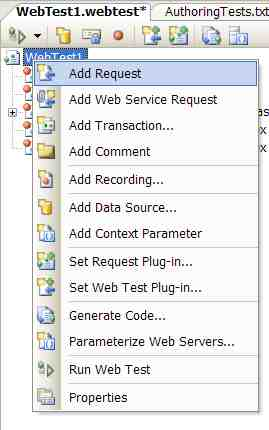 WebTest1.webtest*
AuthoringTests.txt
WebTest1
Add Request
Add Web Service Request
Add Transaction...
Add Comment
Add Recording...
Add Data Source...
Add Context Parameter
Set Request Plug-in...
Set Web Test Plug-in...
Generate Code...
Parameterize Web Servers...
Run Web Test
Properties